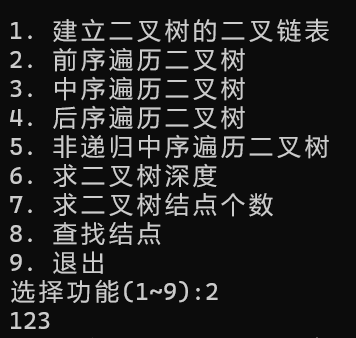 1. 建立二叉树的二叉链表
2. 前序遍历二叉树
3. 中序遍历二叉树
4. 后序遍历二叉树
5. 非递归中序遍历二叉树
6. 求二叉树深度
7. 求二叉树结点个数
8. 查找结点
9. 退出
选择功能(1~9):2
123